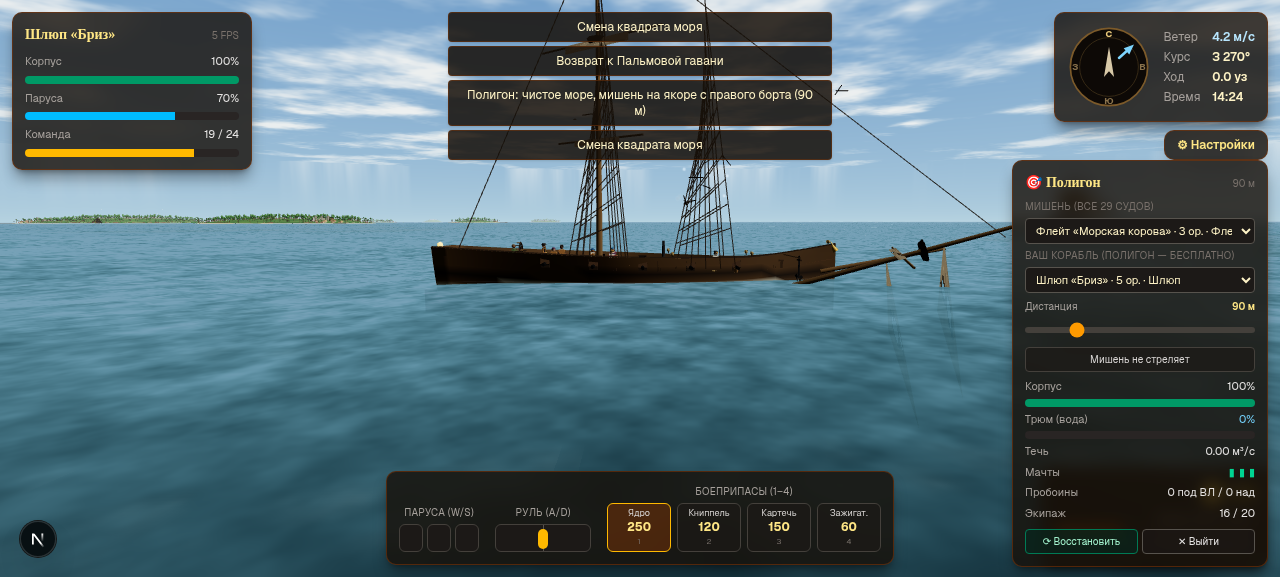 Шлюп «Бриз»
5 FPS
Корпус
100%
Паруса
70%
Команда
19 / 24
Смена квадрата моря
Возврат к Пальмовой гавани
Полигон: чистое море, мишень на якоре с правого борта (90
м)
Смена квадрата моря
С
З
В
Ю
Ветер 4.2 м/с
Курс З 270°
Ход 0.0 уз
Время 14:24
⚙ Настройки
🎯 Полигон
90 м
МИШЕНЬ (ВСЕ 29 СУДОВ)
Флейт «Морская корова» · 3 ор. · Фле
ВАШ КОРАБЛЬ (ПОЛИГОН — БЕСПЛАТНО)
Шлюп «Бриз» · 5 ор. · Шлюп
Дистанция
90 м
Мишень не стреляет
Корпус
100%
Трюм (вода)
0%
Течь
0.00 м³/с
Мачты
Пробоины
0 под ВЛ / 0 над
Экипаж
16 / 20
⟳ Восстановить
✕ Выйти
ПАРУСА (W/S)
РУЛЬ (A/D)
БОЕПРИПАСЫ (1–4)
Ядро
250
1
Книппель
120
2
Картечь
150
3
Зажигат.
60
4
N